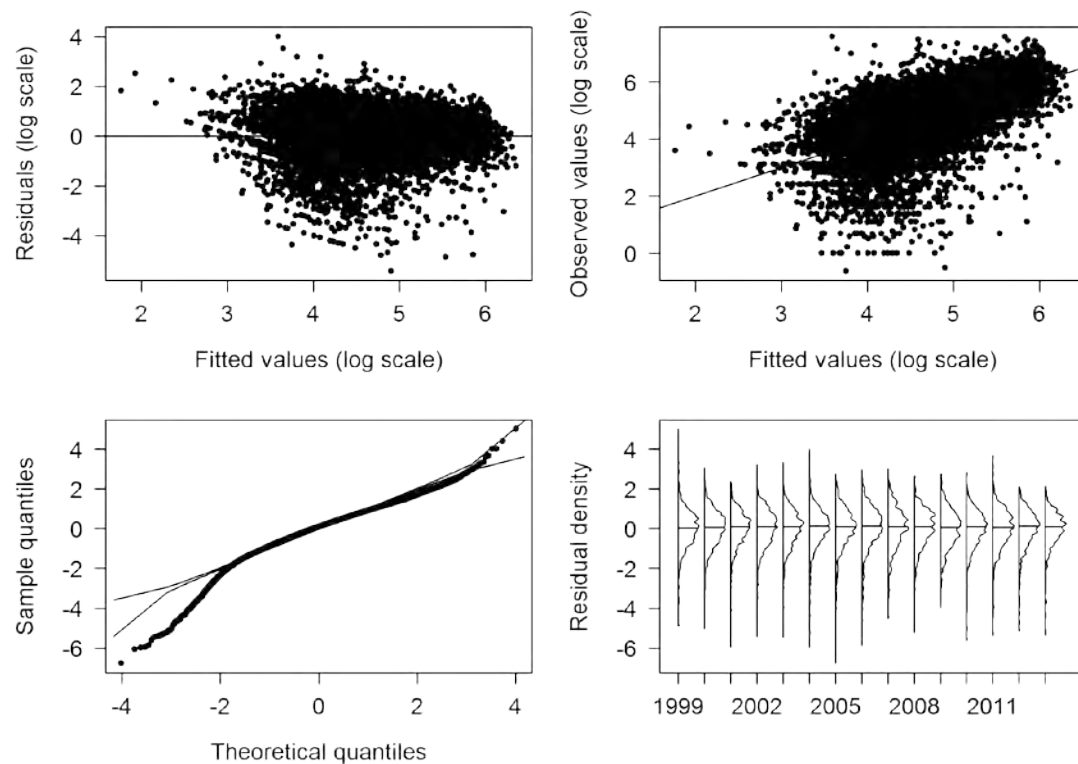 Residuals (log scale)
4
2
0
-2
-4
2 3 4 5 6
Fitted values (log scale)
Observed values (log scale)
6
4
2
0
2 3 4 5 6
Fitted values (log scale)
Sample quantiles
4
2
0
-2
-4
-6
-4 -2 0 2 4
Theoretical quantiles
Residual density
4
2
0
-2
-4
-6
1999 2002 2005 2008 2011